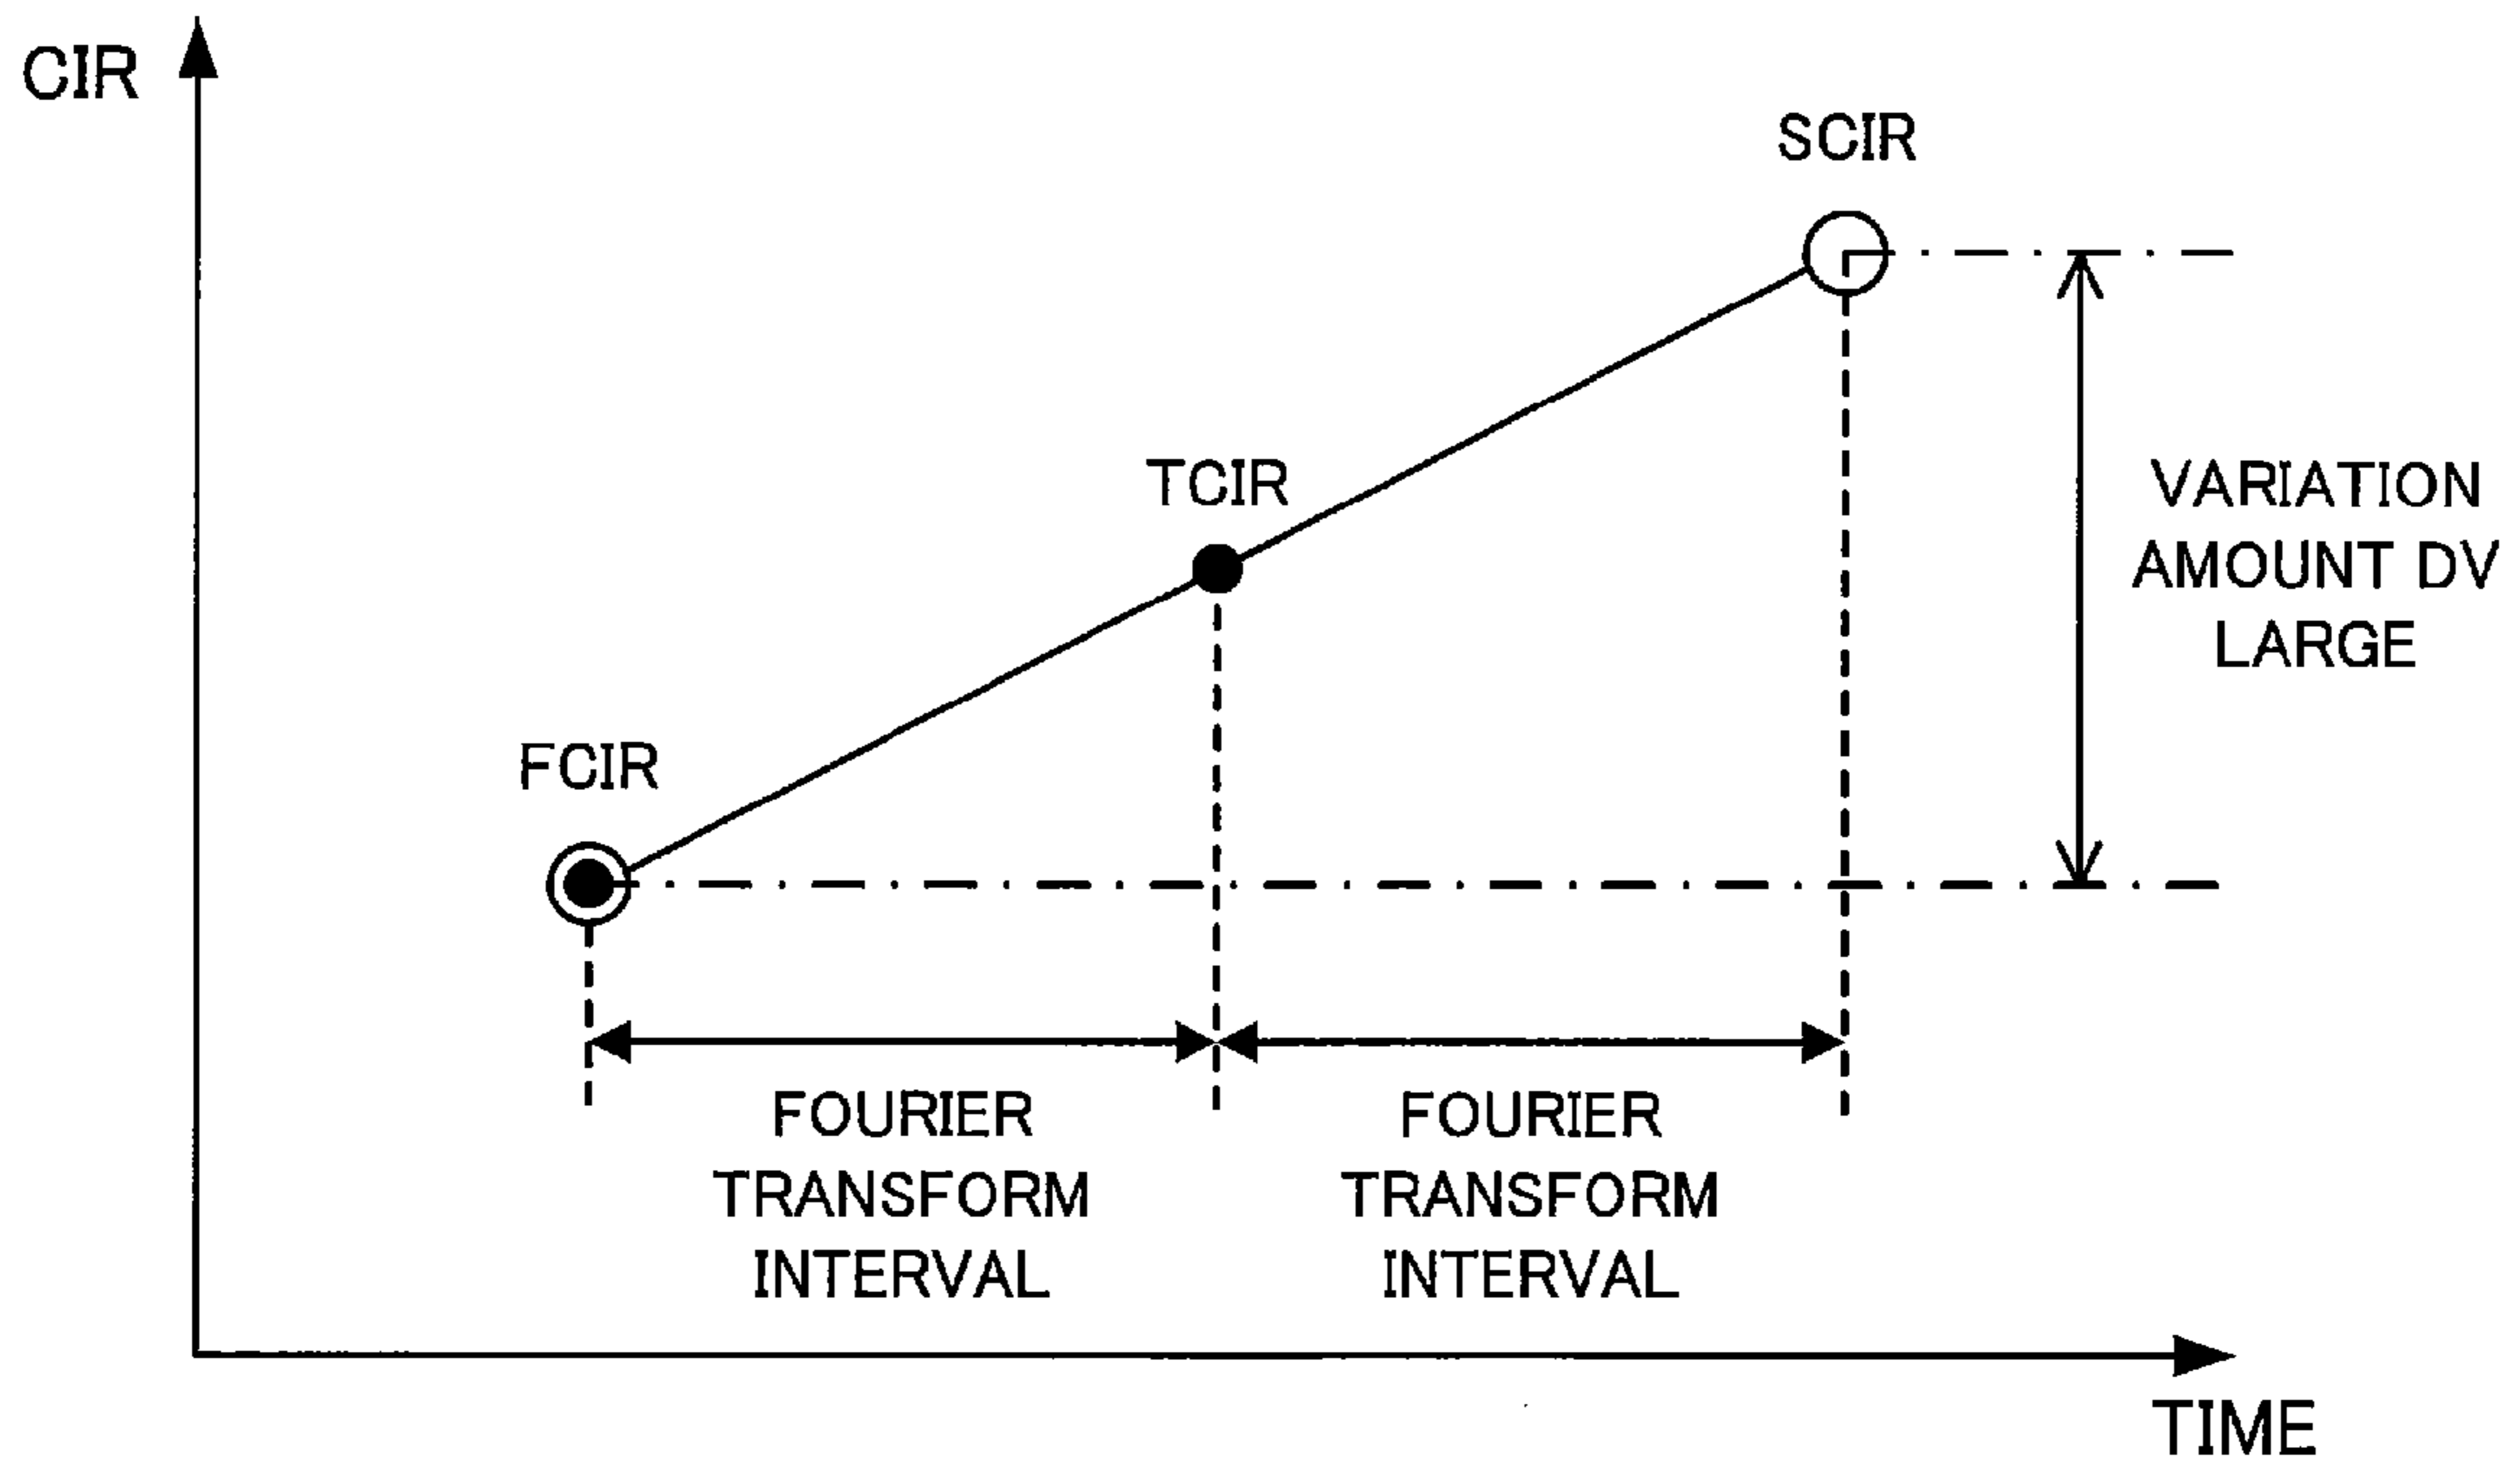 CIR
SCIR
TCIR
VARIATION
AMOUNT DV
LARGE
FCIR
FOURIER
TRANSFORM
INTERVAL
FOURIER
TRANSFORM
INTERVAL
TIME